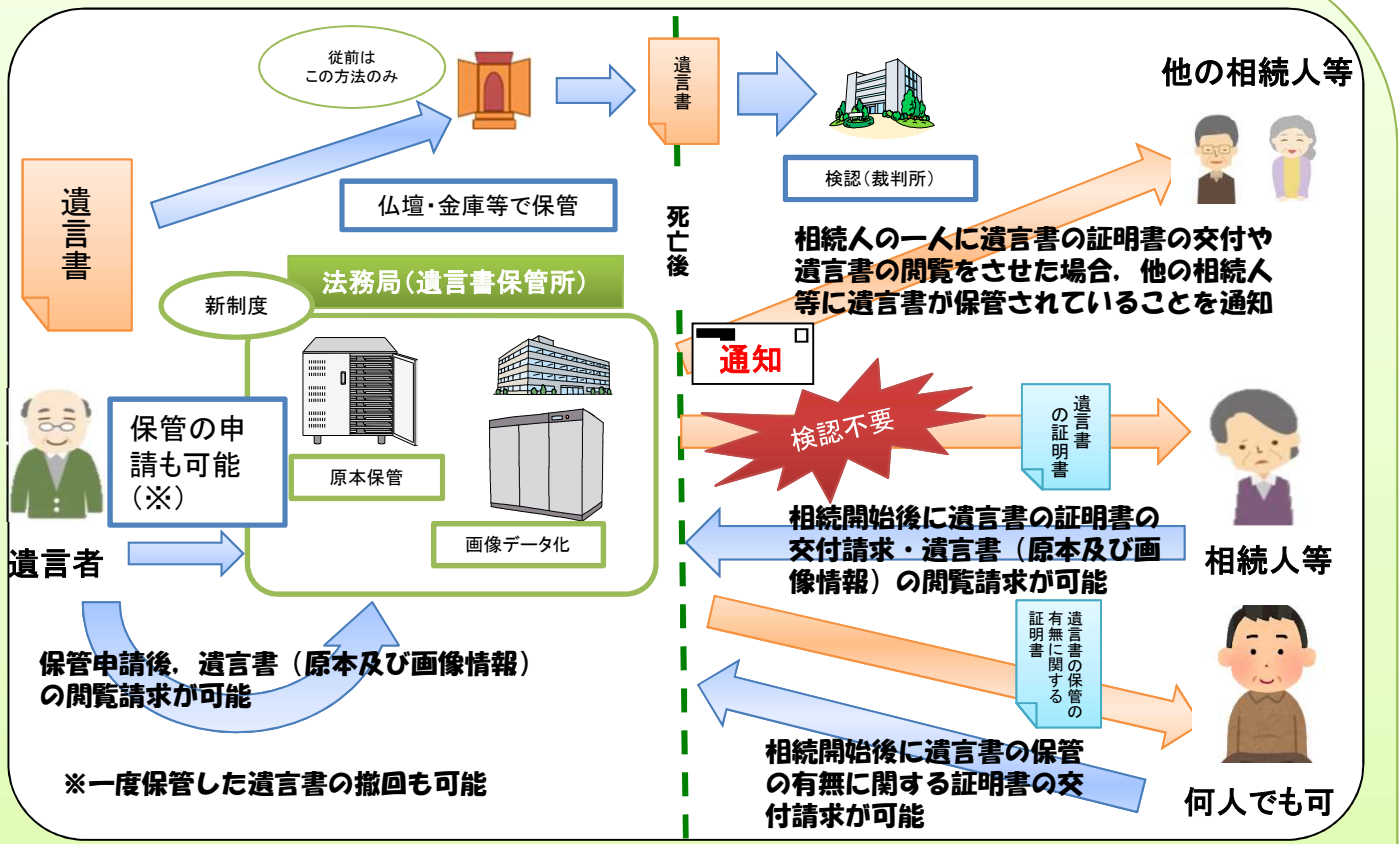 従前は
この方法のみ
遺言書
仏壇・金庫等で保管
遺言書
検認(裁判所)
他の相続人等
死亡後
相続人の一人に遺言書の証明書の交付や
遺言書の閲覧をさせた場合，他の相続人
等に遺言書が保管されていることを通知
法務局(遺言書保管所)
新制度
原本保管
画像データ化
遺言者
保管の申
請も可能
(※)
通知
検認不要
遺言書
の証明書
相続人等
相続開始後に遺言書の証明書の
交付請求・遺言書（原本及び画
像情報）の閲覧請求が可能
保管申請後，遺言書（原本及び画像情報）
の閲覧請求が可能
※一度保管した遺言書の撤回も可能
遺言書の保管の
有無に関する
証明書
相続開始後に遺言書の保管
の有無に関する証明書の交
付請求が可能
何人でも可